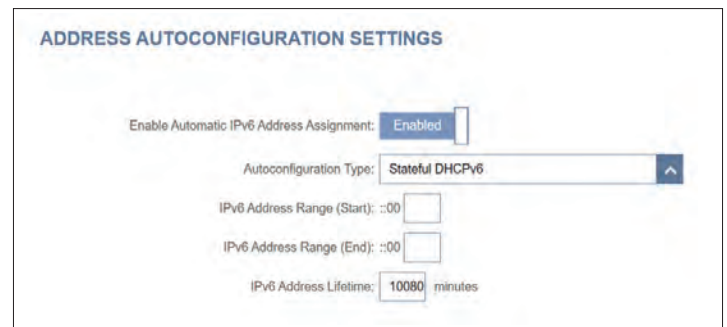 ADDRESS AUTOCONFIGURATION SETTINGS
Enable Automatic IPv6 Address Assignment: Enabled
Autoconfiguration Type: Stateful DHCPv6
IPv6 Address Range (Start): ::00
IPv6 Address Range (End): ::00
IPv6 Address Lifetime: 10080 minutes